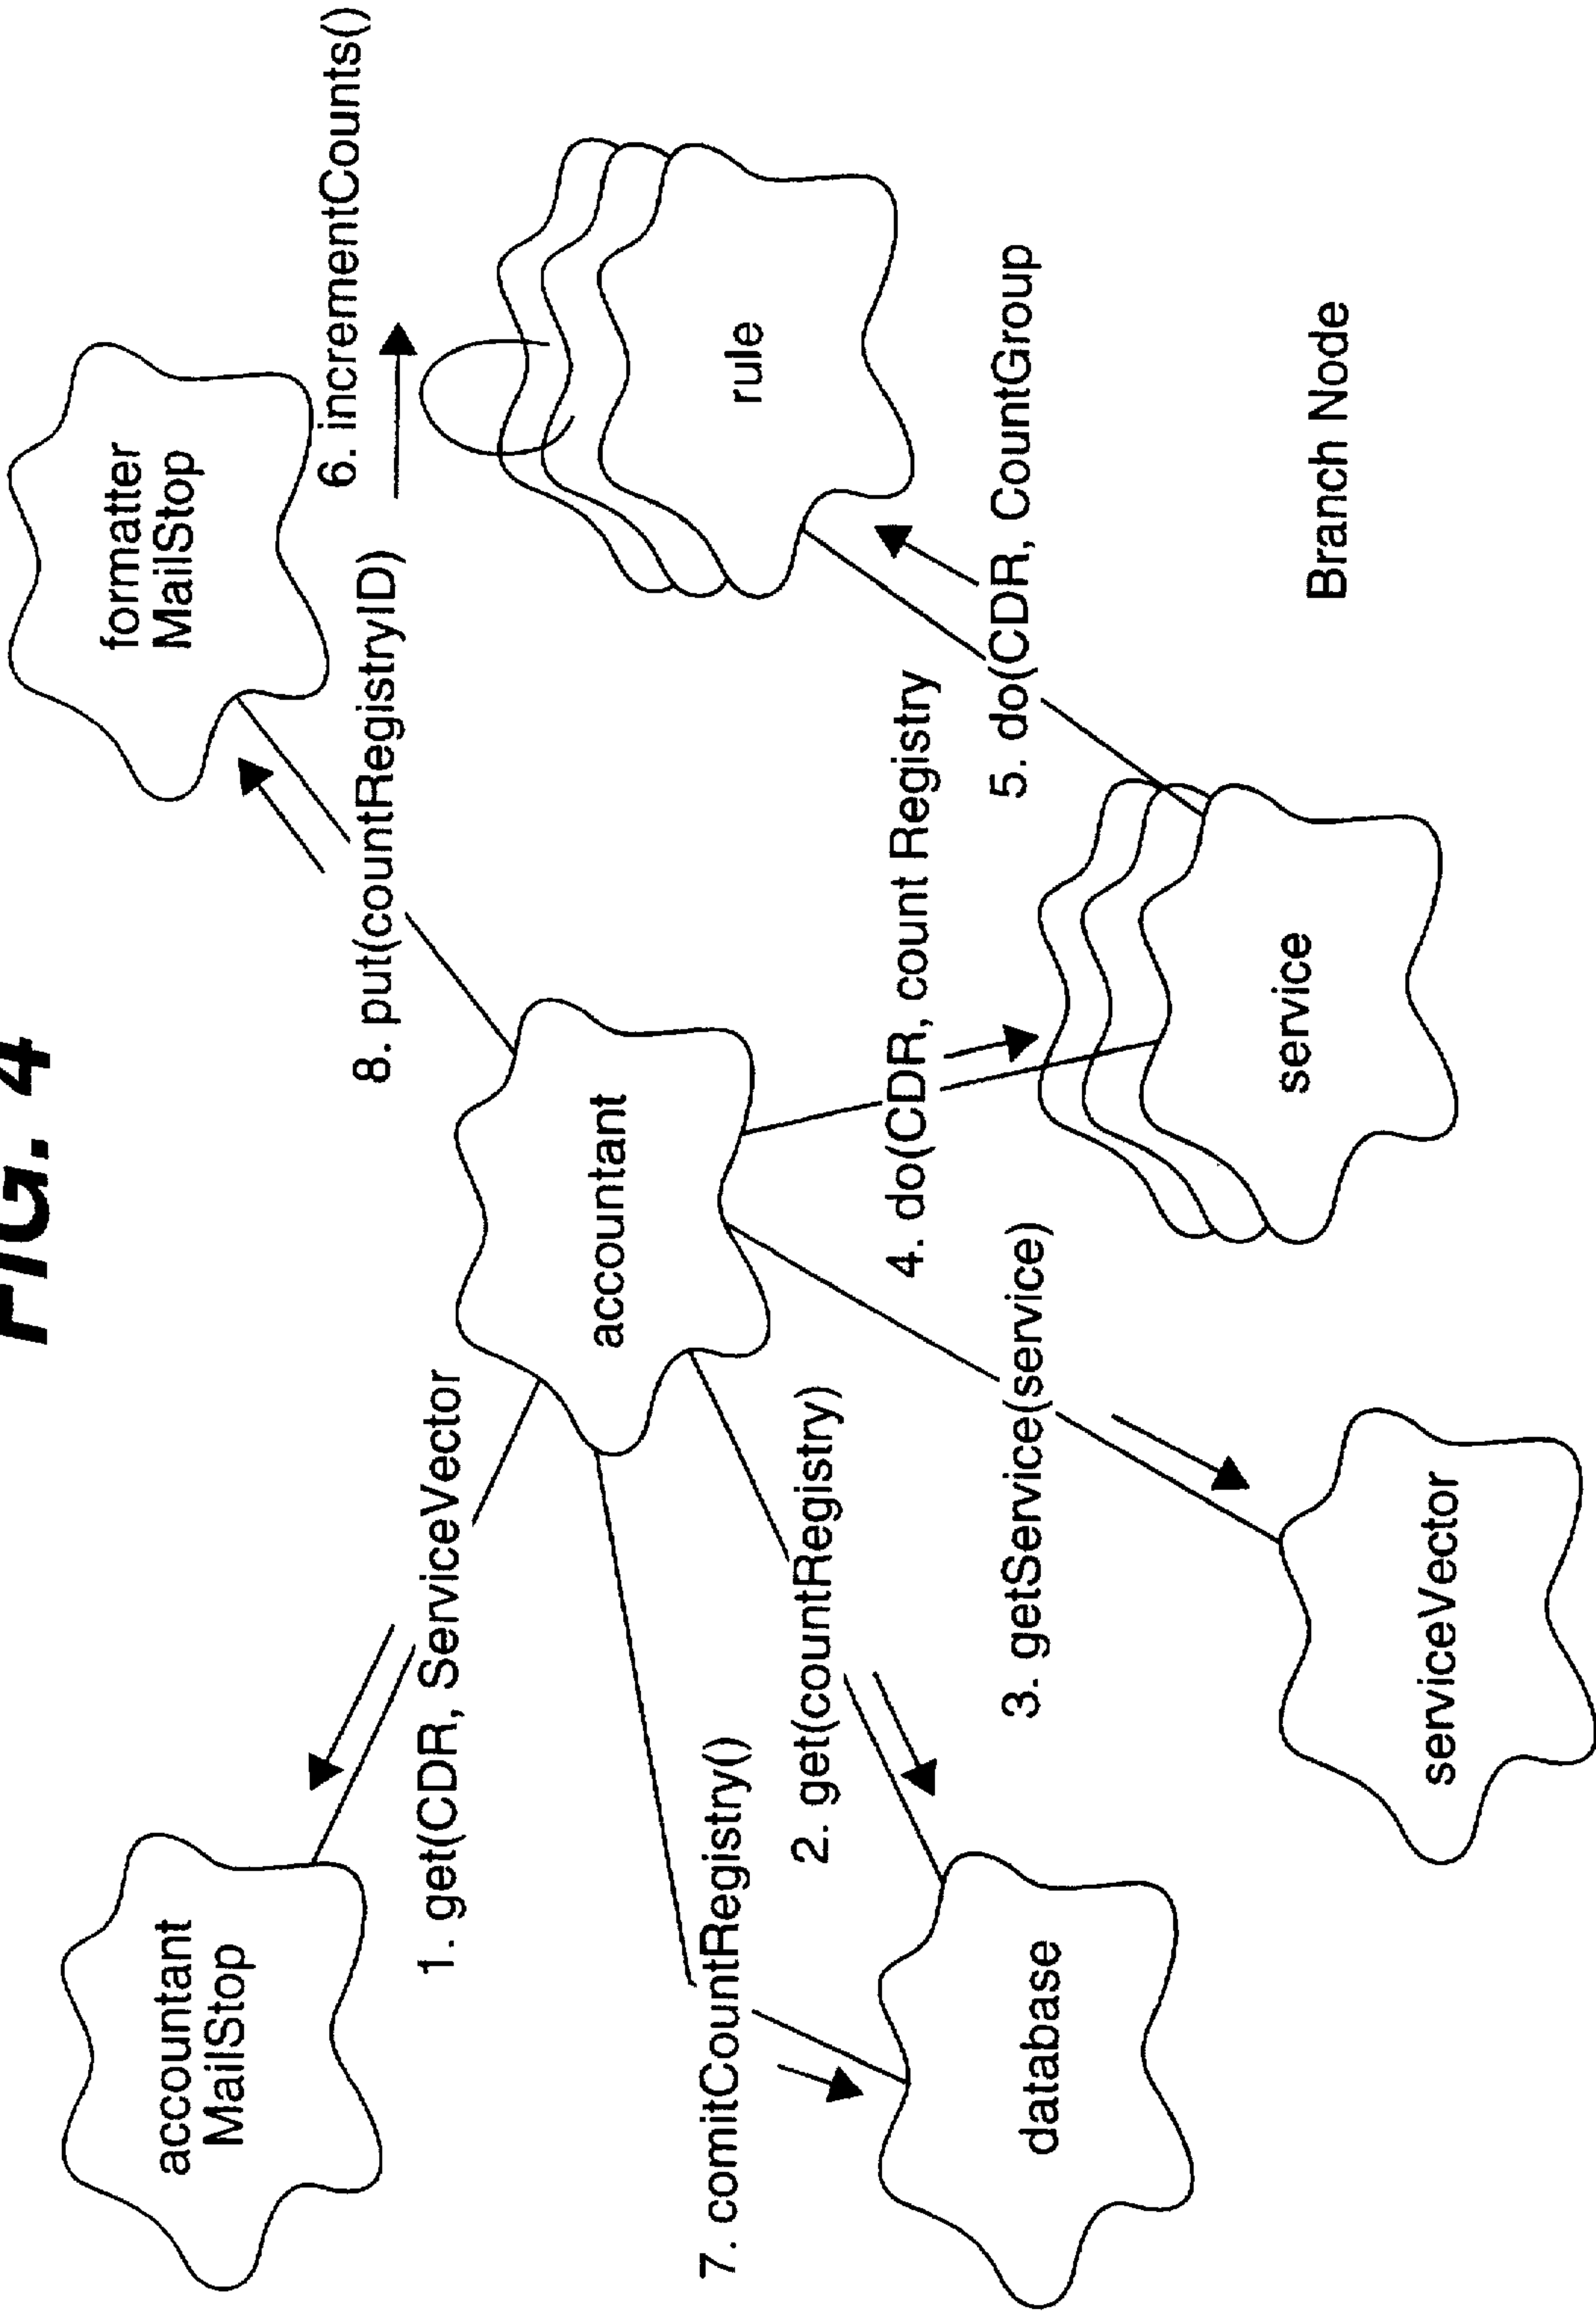 FIG. 4
accountant
MailStop
formatter
MailStop
1. get(CDR, ServiceVector
8. put(countRegistryID)
6. incrementCounts()
accountant
rule
7. comitCountRegistry()
2. get(countRegistry)
4. do(CDR, count Registry
5. do(CDR, CountGroup
3. getService(service)
database
service
Branch Node
serviceVector